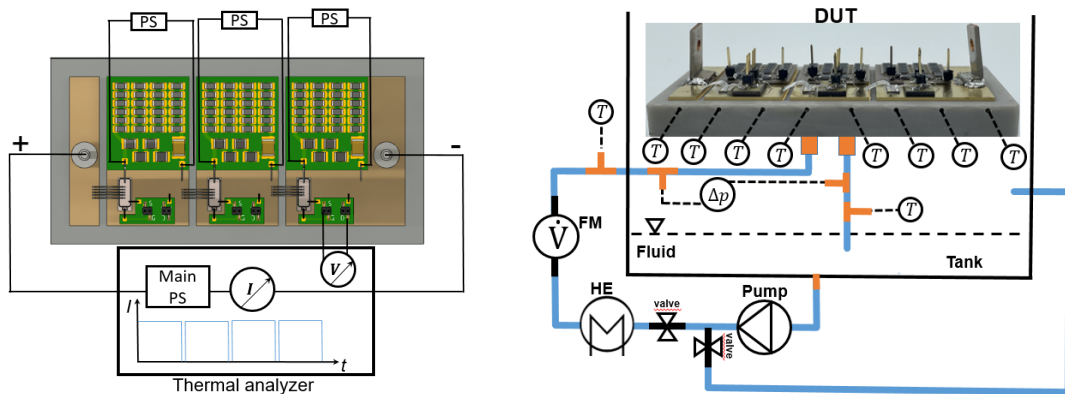 PS
PS
PS
+
-
Main
PS
I
V
I
t
Thermal analyzer
DUT
T
T
T
T
T
T
T
T
T
Δp
T
V̇
FM
Fluid
Tank
HE
valve
Pump
valve